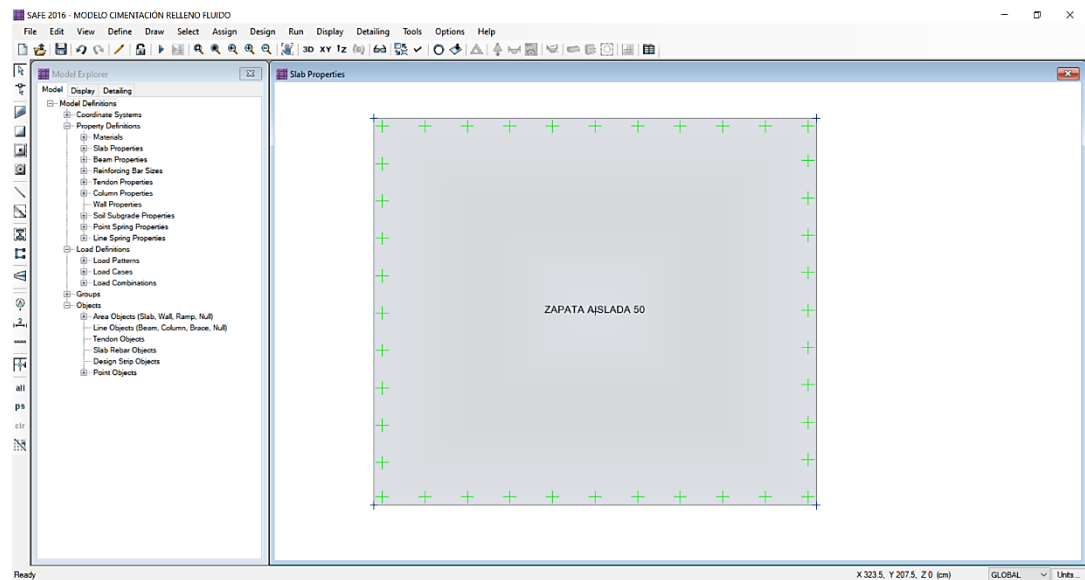 SAFE 2016 - MODELO CIMENTACIÓN RELLENO FLUIDO
File Edit View Define Draw Select Assign Design Run Display Detailing Tools Options Help
3D XY
Model Explorer
Model Display Detailing
Model Definitions
Coordinate Systems
Property Definitions
Materials
Slab Properties
Beam Properties
Reinforcing Bar Sizes
Tendon Properties
Column Properties
Wall Properties
Soil Subgrade Properties
Point Spring Properties
Line Spring Properties
Load Definitions
Load Patterns
Load Cases
Load Combinations
Groups
Objects
Area Objects (Slab, Wall, Ramp, Null)
Line Objects (Beam, Column, Brace, Null)
Tendon Objects
Slab Rebar Objects
Design Strip Objects
Point Objects
all
ps
clr
Slab Properties
ZAPATA AISLADA 50
Ready
X 323.5, Y 207.5, Z 0 (cm)
GLOBAL
Units...